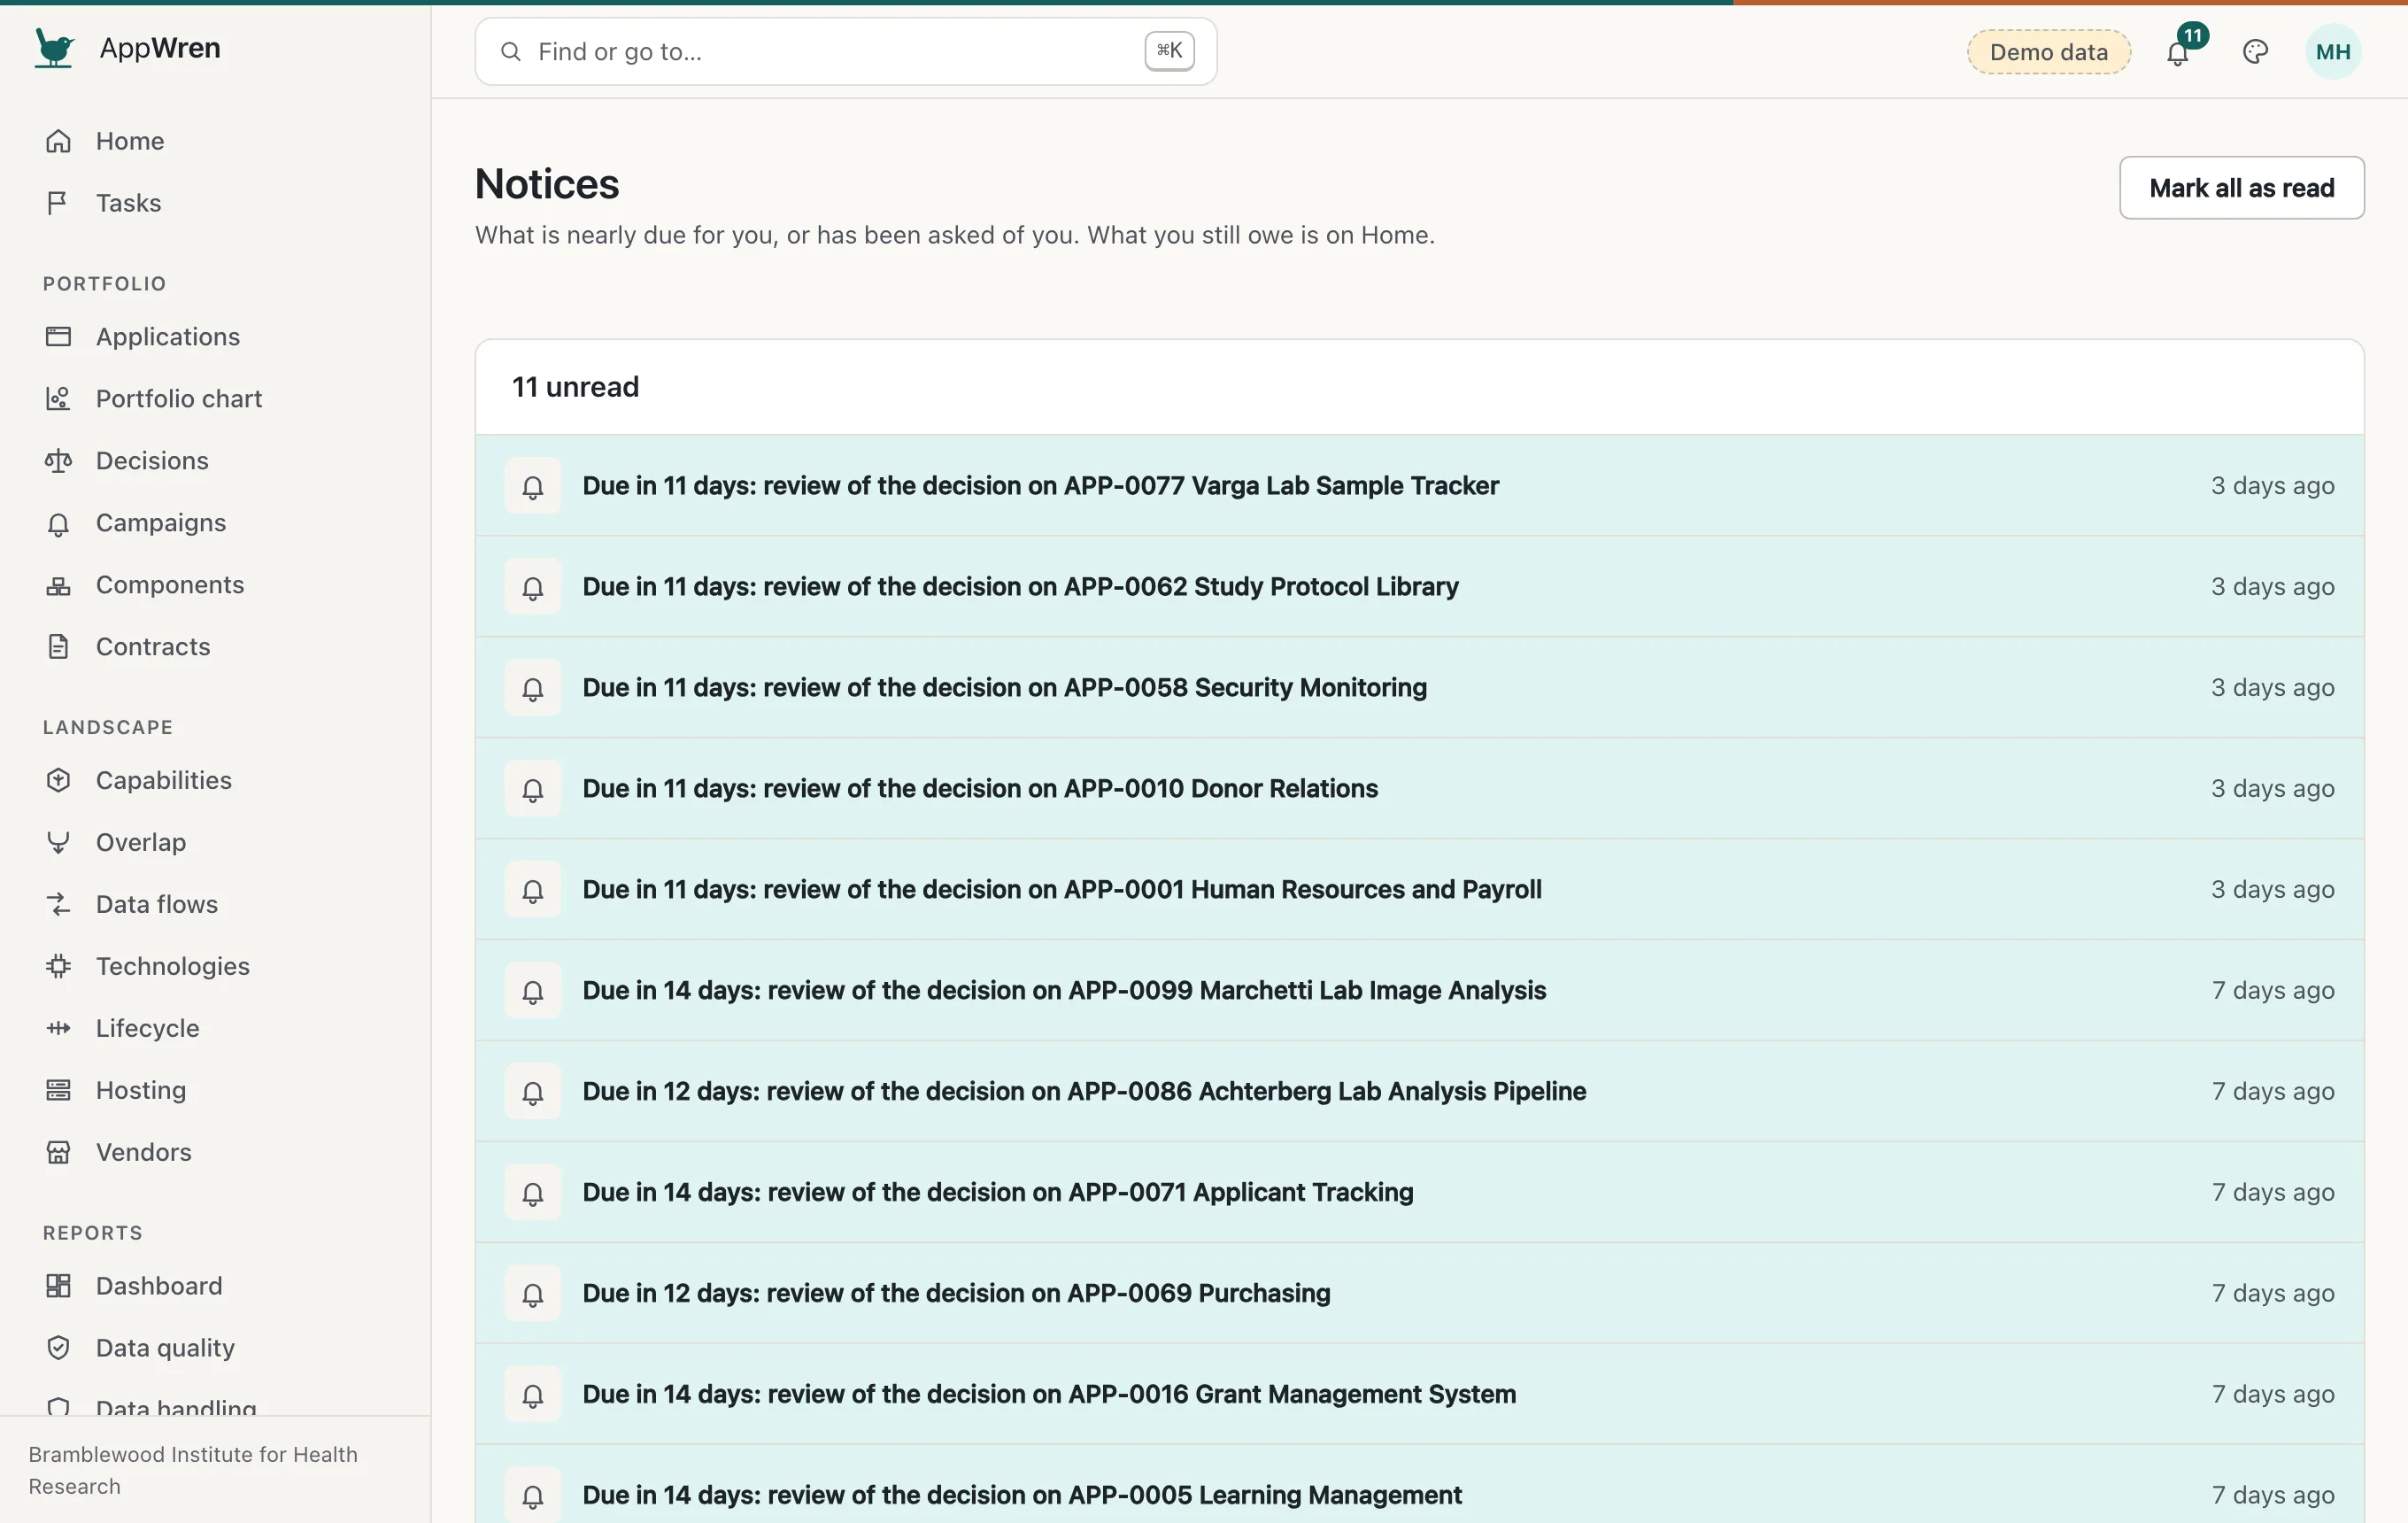 AppWren
Find or go to...
⌘K
Demo data
11
MH
Home
Tasks
PORTFOLIO
Applications
Portfolio chart
Decisions
Campaigns
Components
Contracts
LANDSCAPE
Capabilities
Overlap
Data flows
Technologies
Lifecycle
Hosting
Vendors
REPORTS
Dashboard
Data quality
Data handling
Bramblewood Institute for Health
Research
Notices
Mark all as read
What is nearly due for you, or has been asked of you. What you still owe is on Home.
11 unread
Due in 11 days: review of the decision on APP-0077 Varga Lab Sample Tracker 3 days ago
Due in 11 days: review of the decision on APP-0062 Study Protocol Library 3 days ago
Due in 11 days: review of the decision on APP-0058 Security Monitoring 3 days ago
Due in 11 days: review of the decision on APP-0010 Donor Relations 3 days ago
Due in 11 days: review of the decision on APP-0001 Human Resources and Payroll 3 days ago
Due in 14 days: review of the decision on APP-0099 Marchetti Lab Image Analysis 7 days ago
Due in 12 days: review of the decision on APP-0086 Achterberg Lab Analysis Pipeline 7 days ago
Due in 14 days: review of the decision on APP-0071 Applicant Tracking 7 days ago
Due in 12 days: review of the decision on APP-0069 Purchasing 7 days ago
Due in 14 days: review of the decision on APP-0016 Grant Management System 7 days ago
Due in 14 days: review of the decision on APP-0005 Learning Management 7 days ago